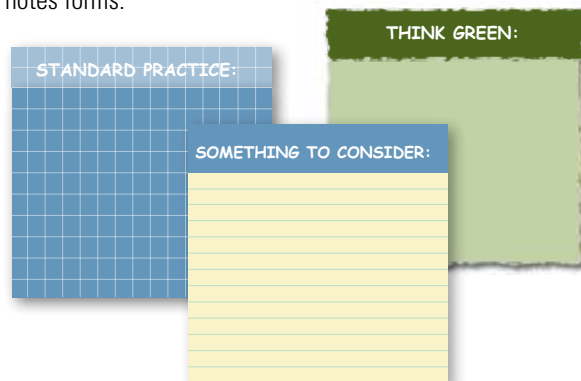 notes forms.
THINK GREEN:
STANDARD PRACTICE:
SOMETHING TO CONSIDER: